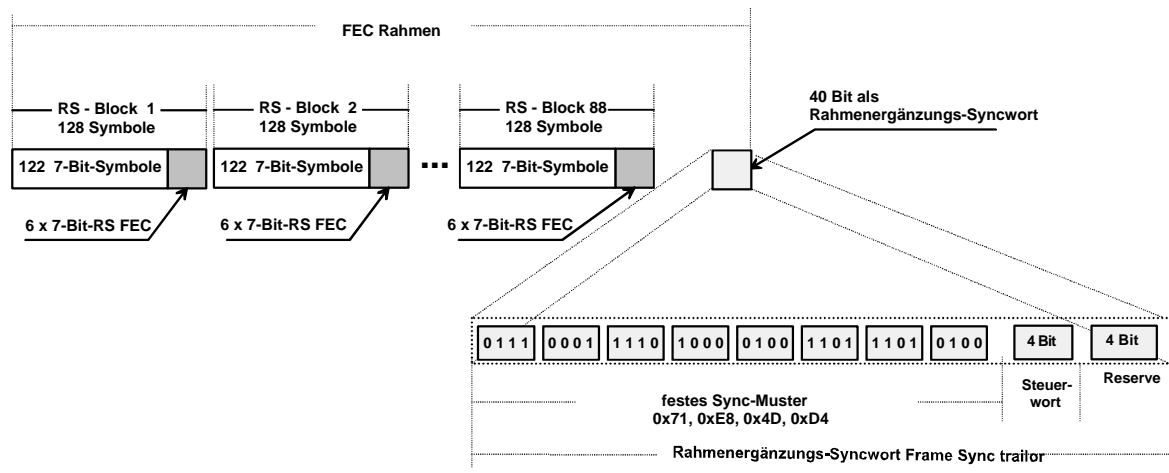 FEC Rahmen
RS - Block 1
128 Symbole
RS - Block 2
128 Symbole
RS - Block 88
128 Symbole
40 Bit als
Rahmenergänzungs-Syncwort
122 7-Bit-Symbole
122 7-Bit-Symbole
...
122 7-Bit-Symbole
6 x 7-Bit-RS FEC
6 x 7-Bit-RS FEC
6 x 7-Bit-RS FEC
0 1 1 1
0 0 0 1
1 1 1 0
1 0 0 0
0 1 0 0
1 1 0 1
1 1 0 1
0 1 0 0
4 Bit
4 Bit
Steuer-
wort
Reserve
festes Sync-Muster
0x71, 0xE8, 0x4D, 0xD4
Rahmenergänzungs-Syncwort Frame Sync trailor